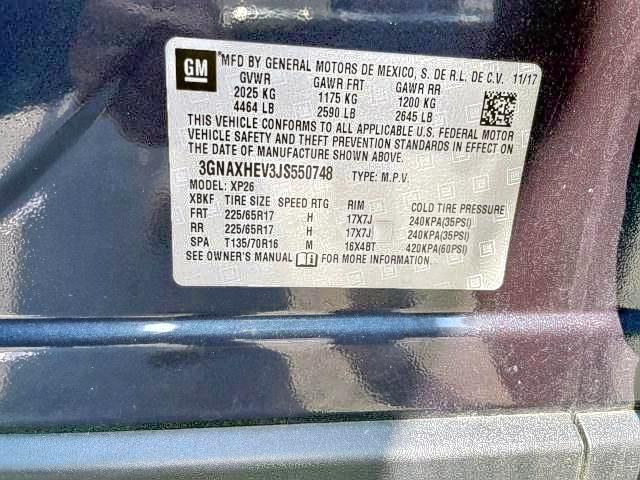 GM
*MFD BY GENERAL MOTORS DE MEXICO, S. DE R.L. DE C.V. 11/17
GVWR GAWR FRT GAWR RR
2025 KG 1175 KG 1200 KG
4464 LB 2590 LB 2645 LB
THIS VEHICLE CONFORMS TO ALL APPLICABLE U.S. FEDERAL MOTOR
VEHICLE SAFETY AND THEFT PREVENTION STANDARDS IN EFFECT ON
THE DATE OF MANUFACTURE SHOWN ABOVE.
3GNAXHEV3JS550748 TYPE: M.P.V.
MODEL: XP26
XBKF TIRE SIZE SPEED RTG RIM COLD TIRE PRESSURE
FRT 225/65R17 H 17X7J 240KPA(35PSI)
RR 225/65R17 H 17X7J 240KPA(35PSI)
SPA T135/70R16 M 16X4BT 420KPA(60PSI)
SEE OWNER'S MANUAL FOR MORE INFORMATION